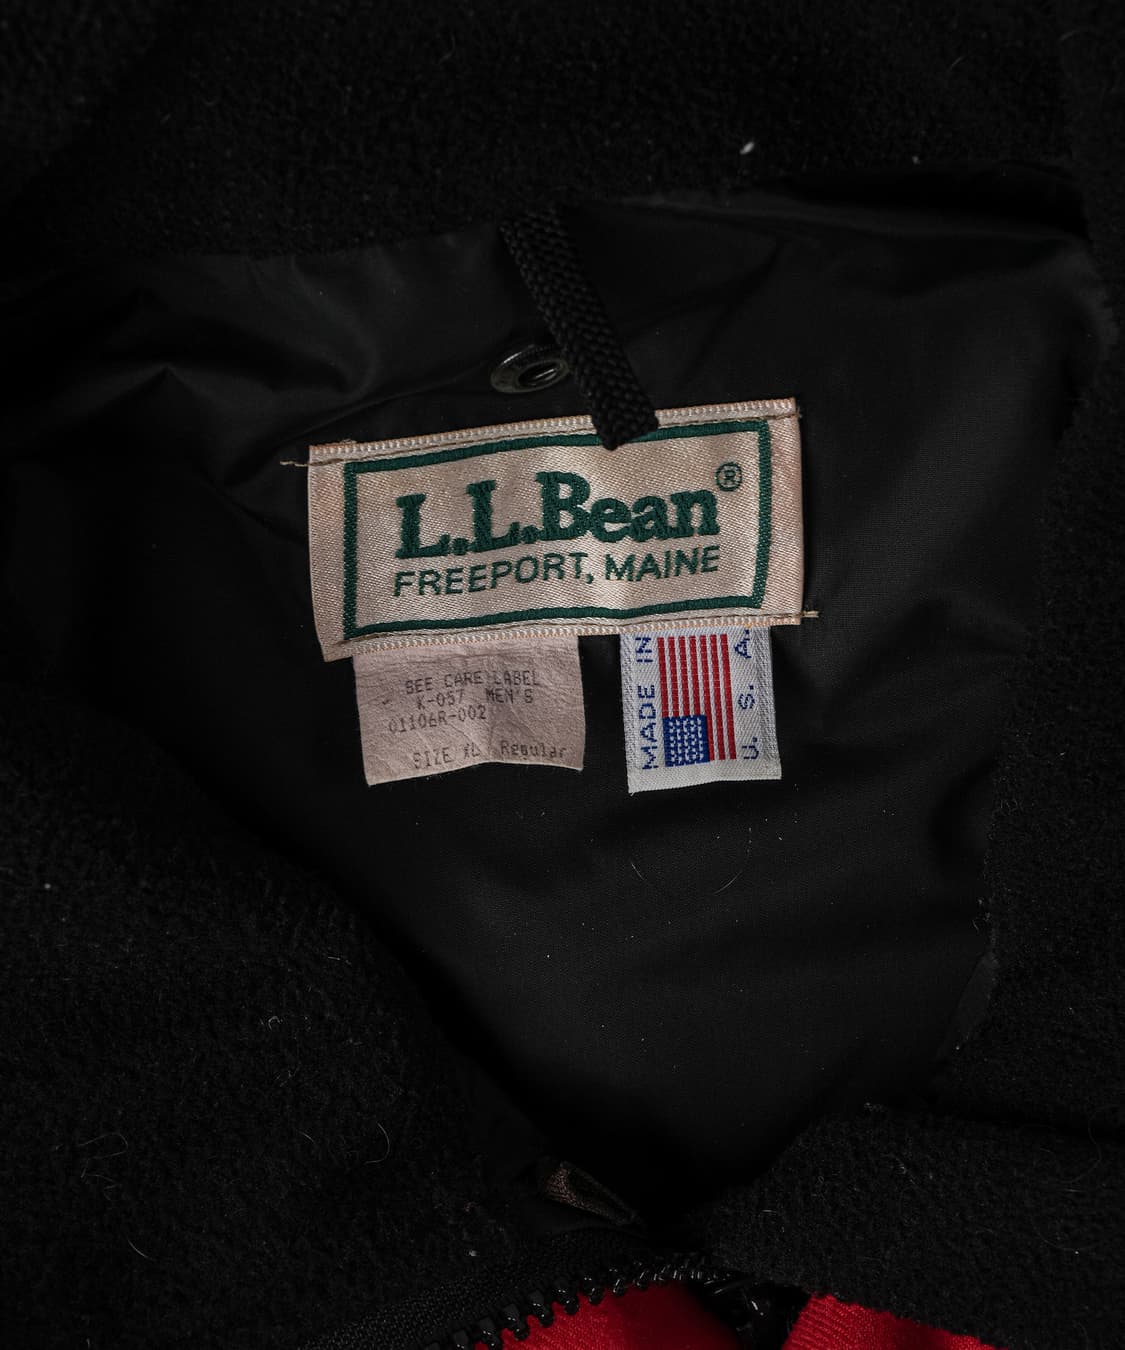 L.L.Bean®
FREEPORT, MAINE
SEE CARE LABEL
K-057 MEN'S
01106R-002
SIZE XL Regular
MADE IN
U. S. A.